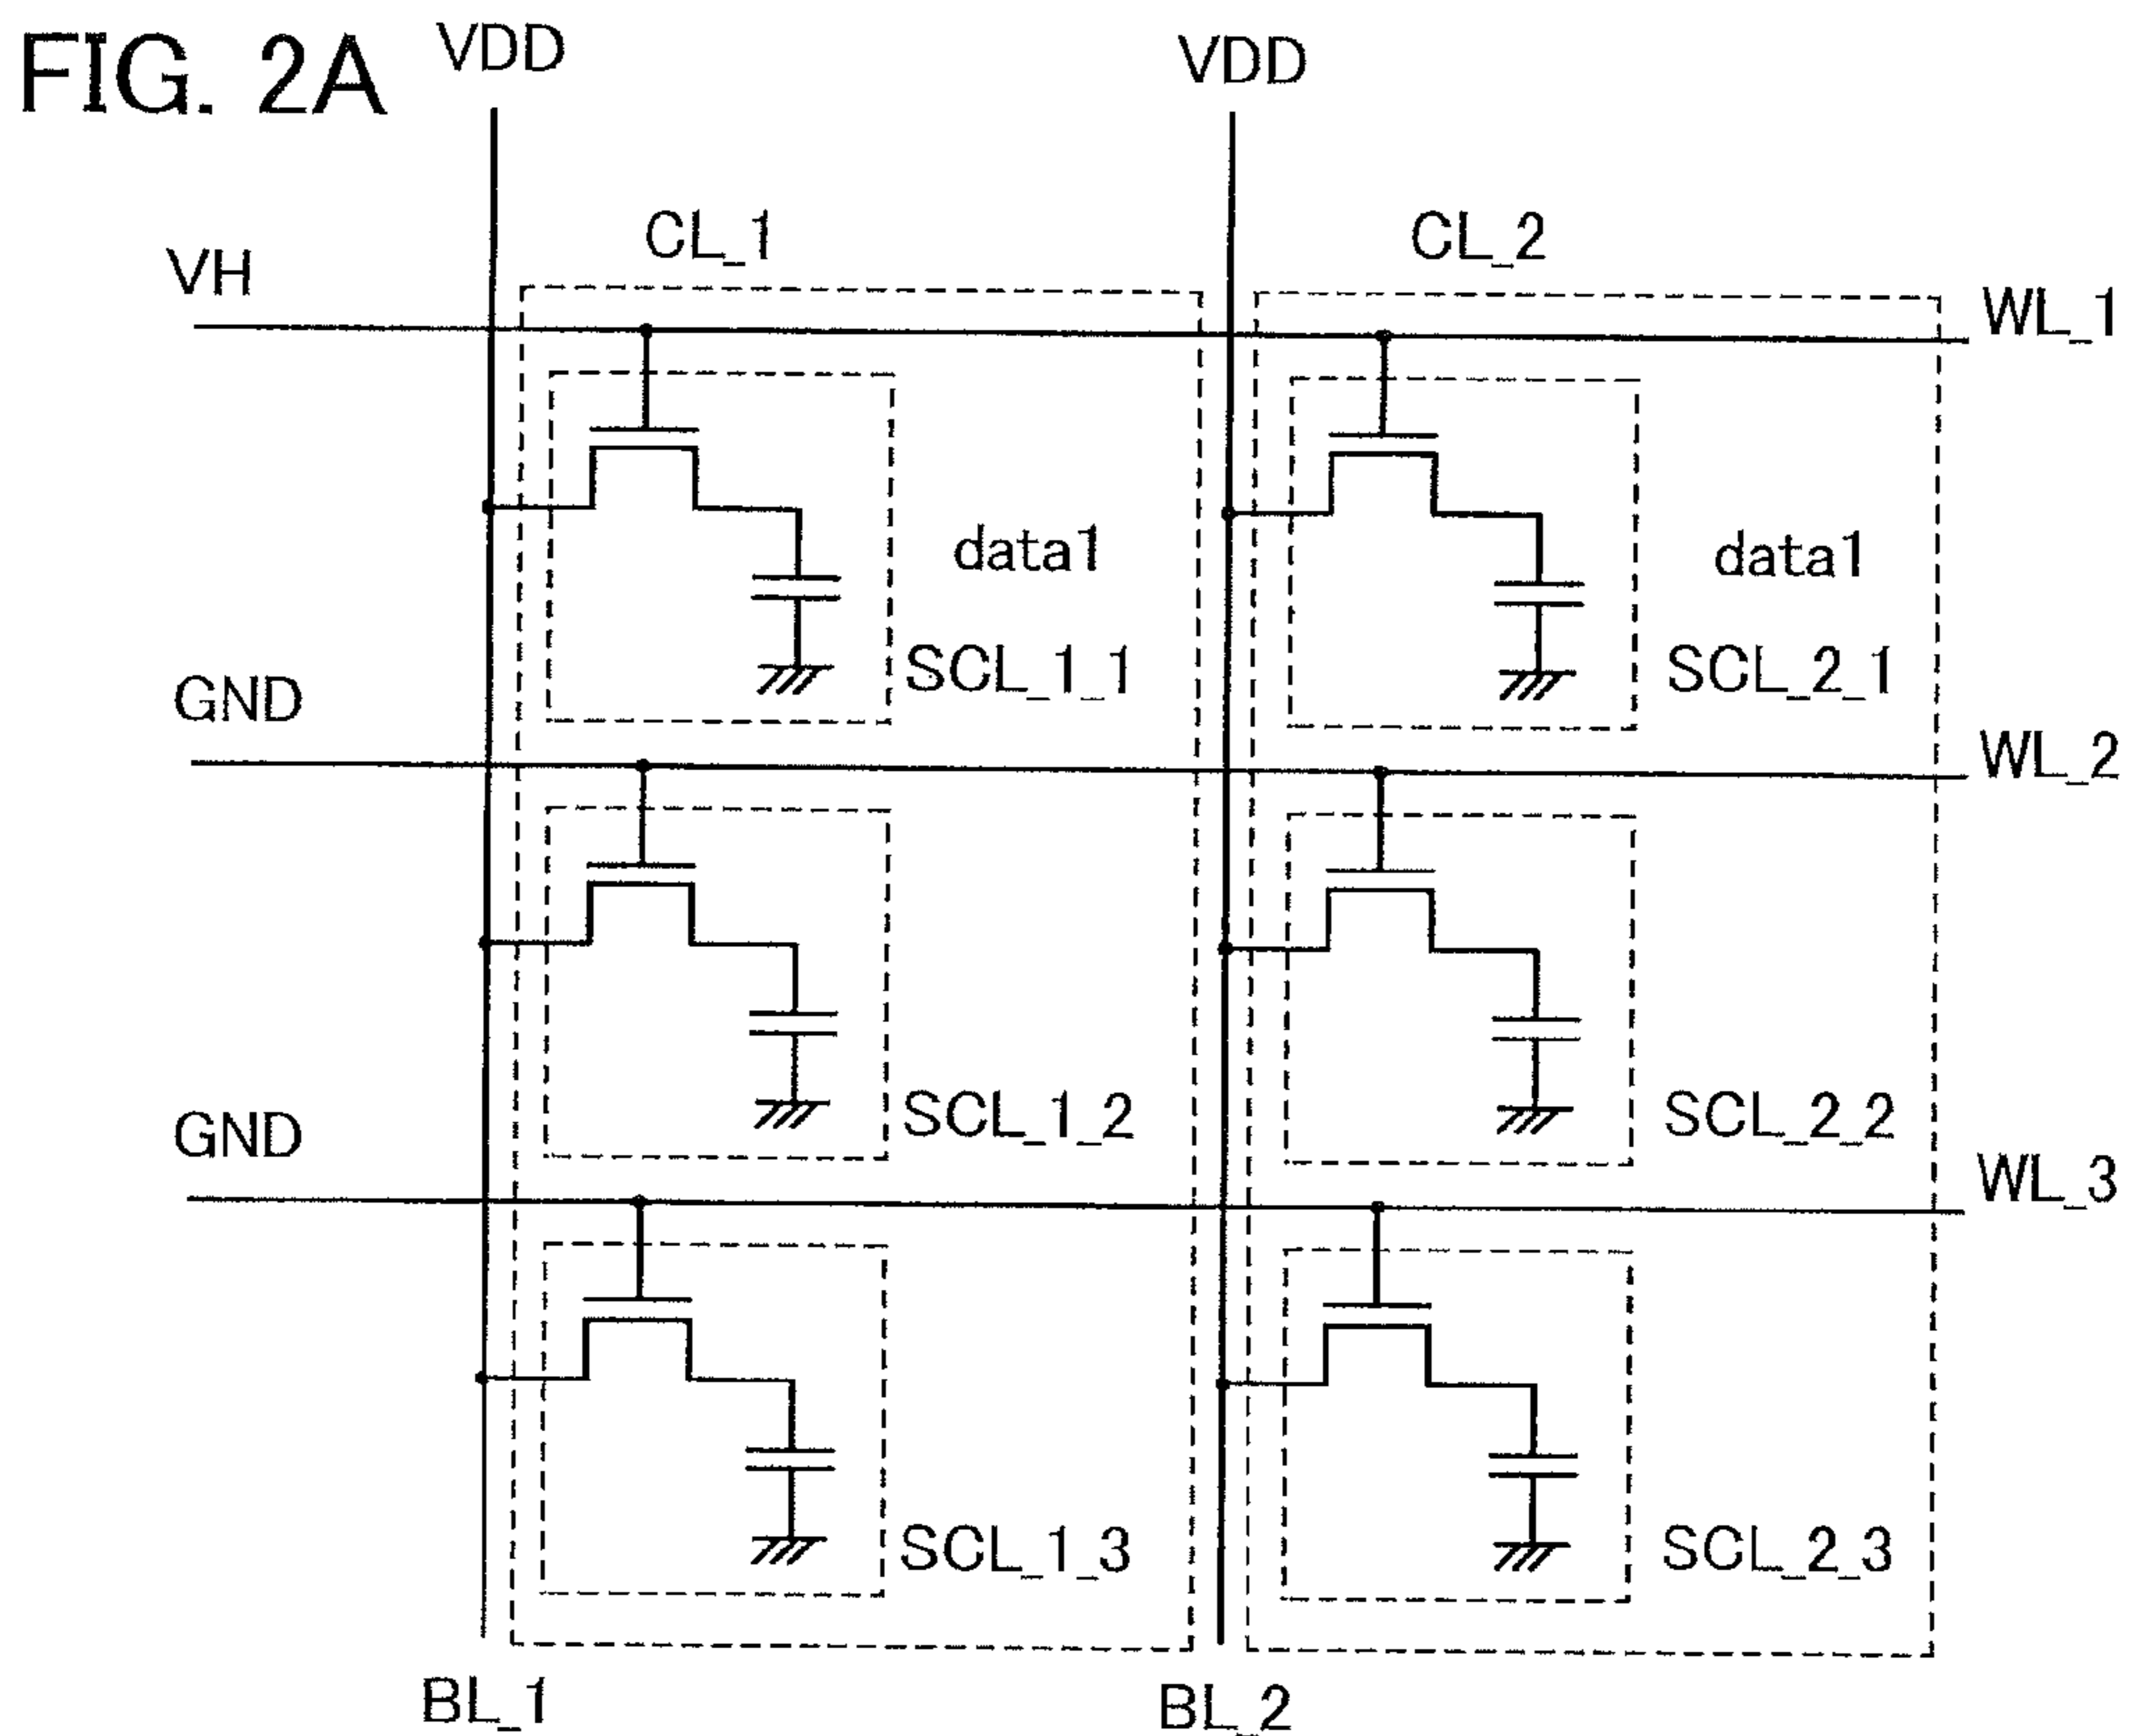 FIG. 2A
VDD
VDD
CL_1
CL_2
VH
WL_1
data1
data1
SCL_1_1
SCL_2_1
GND
WL_2
SCL_1_2
SCL_2_2
GND
WL_3
SCL_1_3
SCL_2_3
BL_1
BL_2